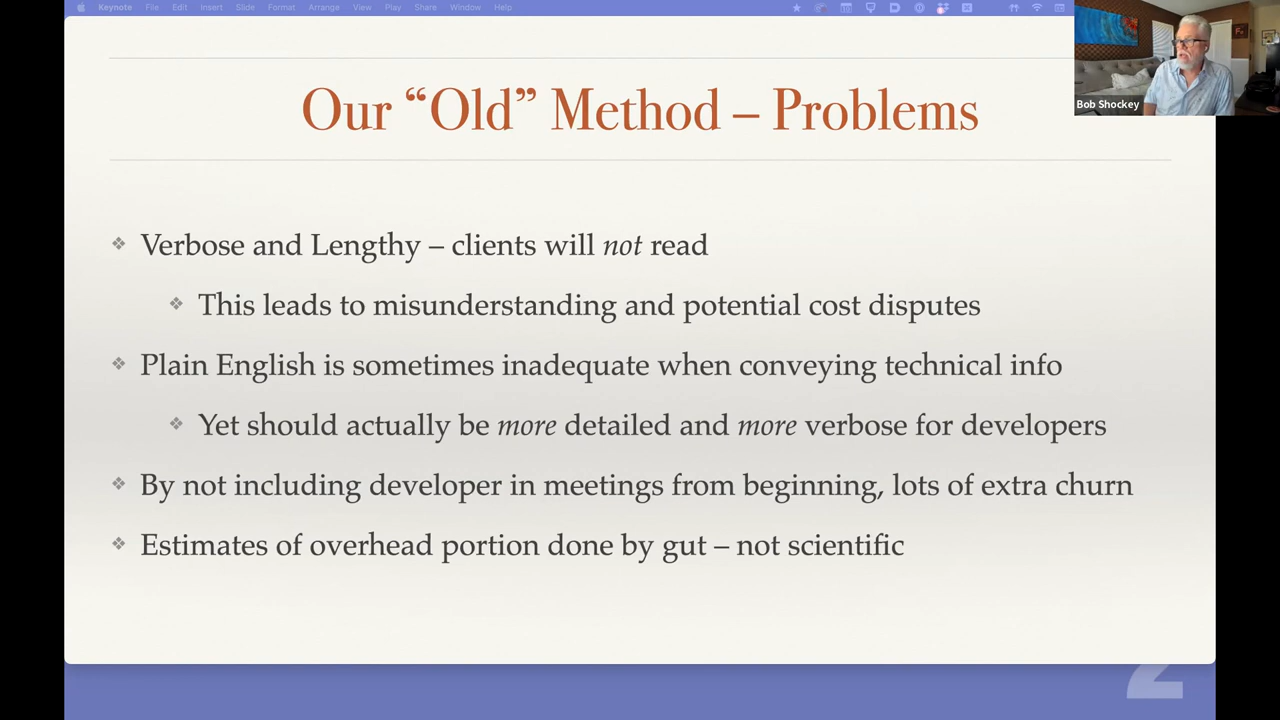 Keynote File Edit Insert Slide Format Arrange View Play Share Window Help
Bob Shockey
Our “Old” Method – Problems
❖ Verbose and Lengthy – clients will not read
❖ This leads to misunderstanding and potential cost disputes
❖ Plain English is sometimes inadequate when conveying technical info
❖ Yet should actually be more detailed and more verbose for developers
❖ By not including developer in meetings from beginning, lots of extra churn
❖ Estimates of overhead portion done by gut – not scientific